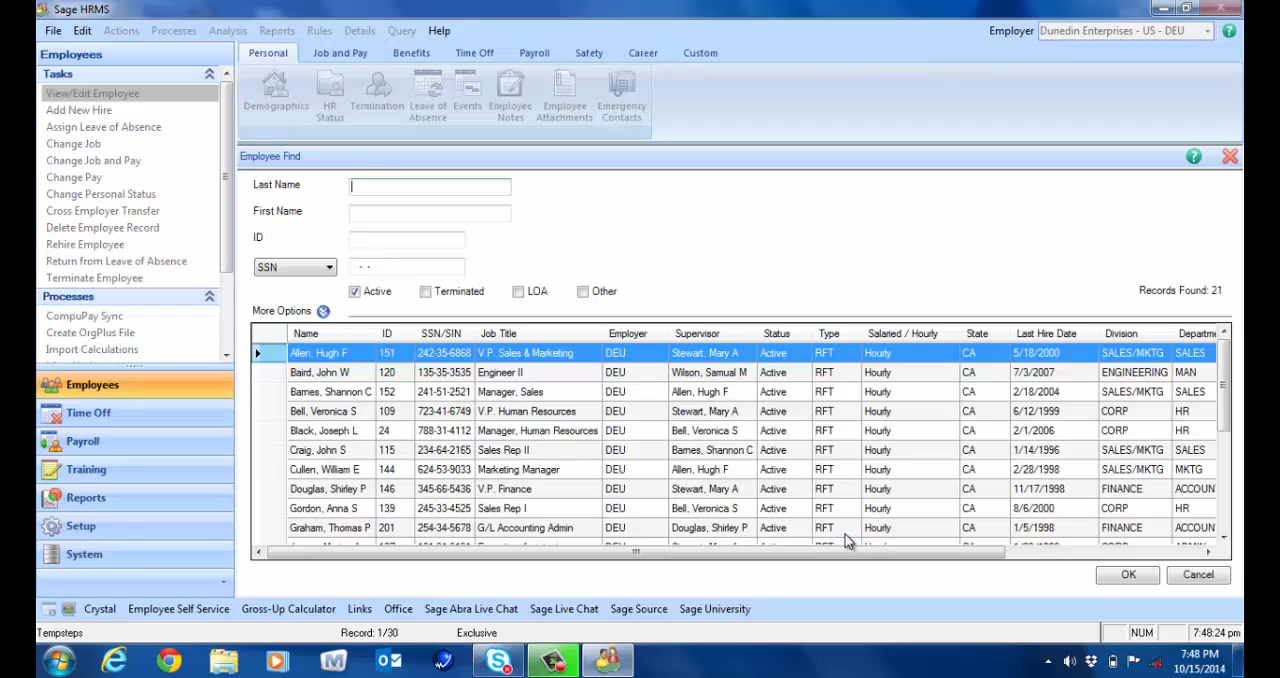 Sage HRMS
File Edit Actions Processes Analysis Reports Rules Details Query Help
Employer Dunedin Enterprises - US - DEU
Employees
Tasks
View/Edit Employee
Add New Hire
Assign Leave of Absence
Change Job
Change Job and Pay
Change Pay
Change Personal Status
Cross Employer Transfer
Delete Employee Record
Rehire Employee
Return from Leave of Absence
Terminate Employee
Processes
CompuPay Sync
Create OrgPlus File
Import Calculations
Employees
Time Off
Payroll
Training
Reports
Setup
System
Personal Job and Pay Benefits Time Off Payroll Safety Career Custom
Demographics HR Status Termination Leave of Absence Events Employee Notes Employee Attachments Emergency Contacts
Employee Find
Last Name
First Name
ID
SSN - -
Active Terminated LOA Other
Records Found: 21
More Options
Name ID SSN/SIN Job Title Employer Supervisor Status Type Salaried / Hourly State Last Hire Date Division Departme
Allen, Hugh F 151 242-35-6868 V.P. Sales & Marketing DEU Stewart, Mary A Active RFT Hourly CA 5/18/2000 SALES/MKTG SALES
Baird, John W 120 135-35-3535 Engineer II DEU Wilson, Samual M Active RFT Hourly CA 7/3/2007 ENGINEERING MAN
Barnes, Shannon C 152 241-51-2521 Manager, Sales DEU Allen, Hugh F Active RFT Hourly CA 2/18/2004 SALES/MKTG SALES
Bell, Veronica S 109 723-41-6749 V.P. Human Resources DEU Stewart, Mary A Active RFT Hourly CA 6/12/1999 CORP HR
Black, Joseph L 24 788-31-4112 Manager, Human Resources DEU Bell, Veronica S Active RFT Hourly CA 2/1/2006 CORP HR
Craig, John S 115 234-64-2165 Sales Rep II DEU Barnes, Shannon C Active RFT Hourly CA 1/14/1996 SALES/MKTG SALES
Cullen, William E 144 624-53-9033 Marketing Manager DEU Allen, Hugh F Active RFT Hourly CA 2/28/1998 SALES/MKTG MKTG
Douglas, Shirley P 146 345-66-5436 V.P. Finance DEU Stewart, Mary A Active RFT Hourly CA 11/17/1998 FINANCE ACCOUN
Gordon, Anna S 139 245-33-4525 Sales Rep I DEU Bell, Veronica S Active RFT Hourly CA 8/6/2000 CORP HR
Graham, Thomas P 201 254-34-5678 G/L Accounting Admin DEU Douglas, Shirley P Active RFT Hourly CA 1/5/1998 FINANCE ACCOUN
OK Cancel
Crystal Employee Self Service Gross-Up Calculator Links Office Sage Abra Live Chat Sage Live Chat Sage Source Sage University
Tempsteps Record: 1/30 Exclusive NUM 7:48:24 pm
7:48 PM
10/15/2014